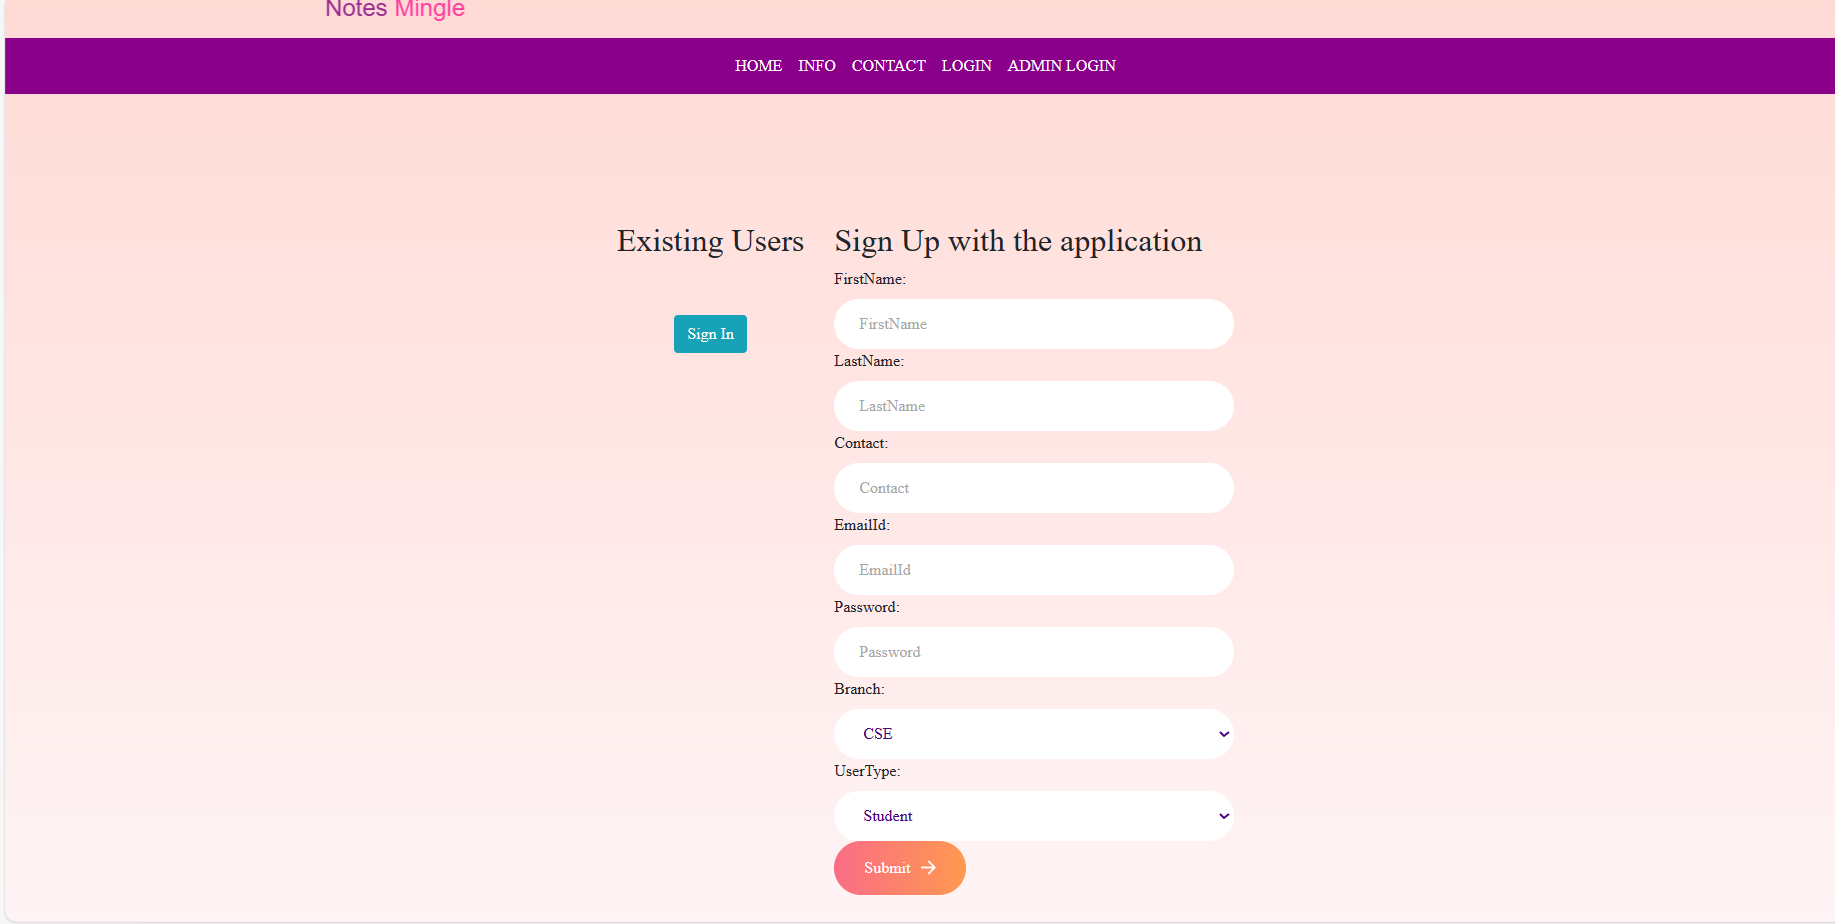 Notes Mingle
HOME INFO CONTACT LOGIN ADMIN LOGIN
Existing Users
Sign In
Sign Up with the application
FirstName:
FirstName
LastName:
LastName
Contact:
Contact
EmailId:
EmailId
Password:
Password
Branch:
CSE
UserType:
Student
Submit